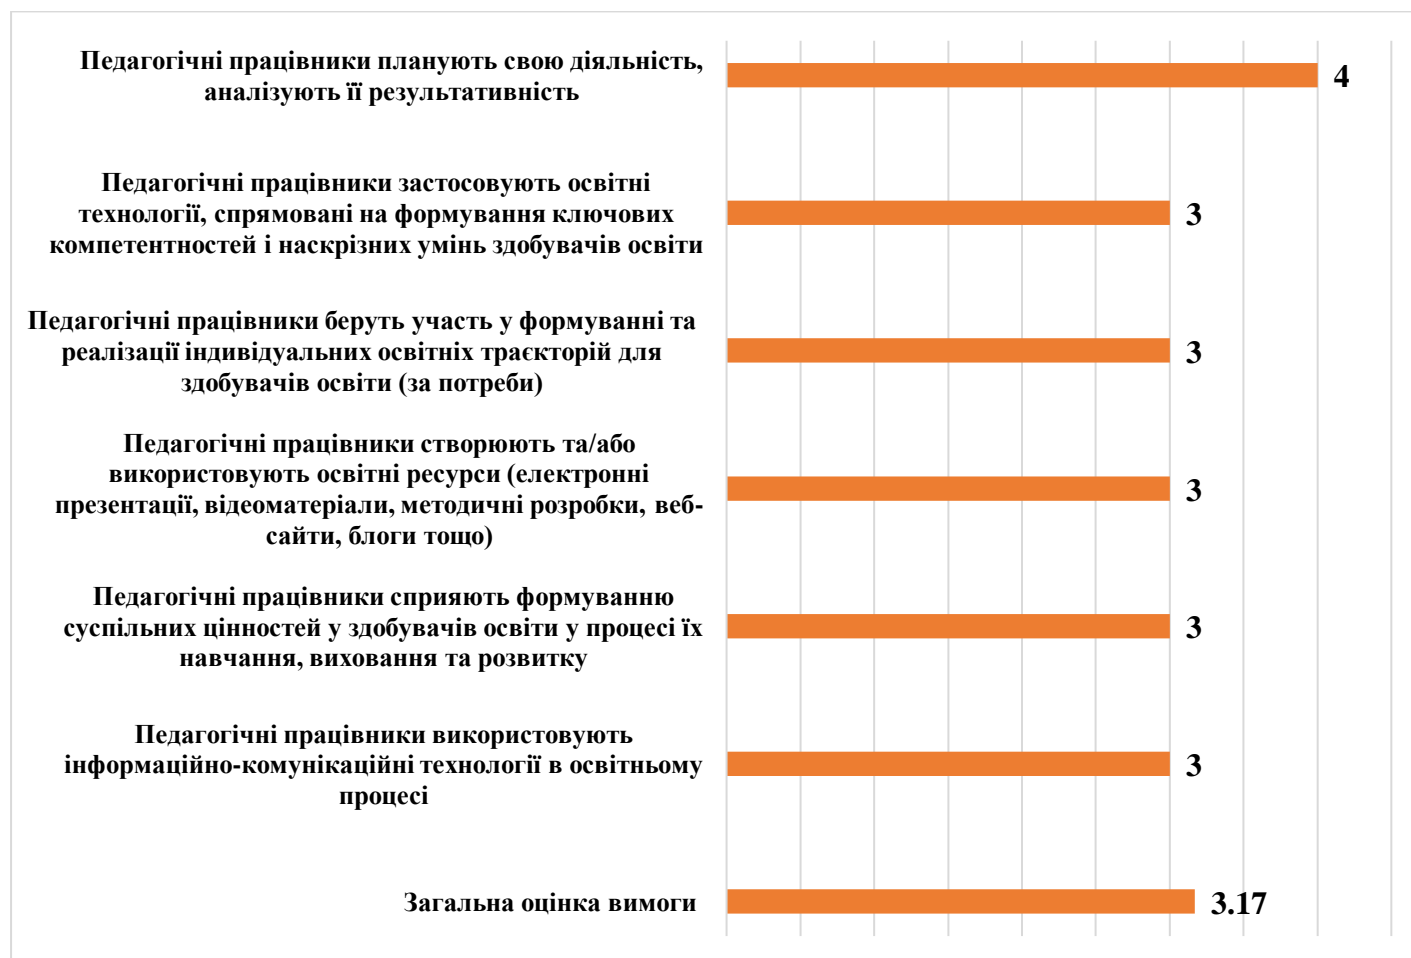 Педагогічні працівники планують свою діяльність,
аналізують її результативність
4
Педагогічні працівники застосовують освітні
технології, спрямовані на формування ключових
компетентностей і наскрізних умінь здобувачів освіти
3
Педагогічні працівники беруть участь у формуванні та
реалізації індивідуальних освітніх траєкторій для
здобувачів освіти (за потреби)
3
Педагогічні працівники створюють та/або
використовують освітні ресурси (електронні
презентації, відеоматеріали, методичні розробки, веб-
сайти, блоги тощо)
3
Педагогічні працівники сприяють формуванню
суспільних цінностей у здобувачів освіти у процесі їх
навчання, виховання та розвитку
3
Педагогічні працівники використовують
інформаційно-комунікаційні технології в освітньому
процесі
3
Загальна оцінка вимоги
3.17